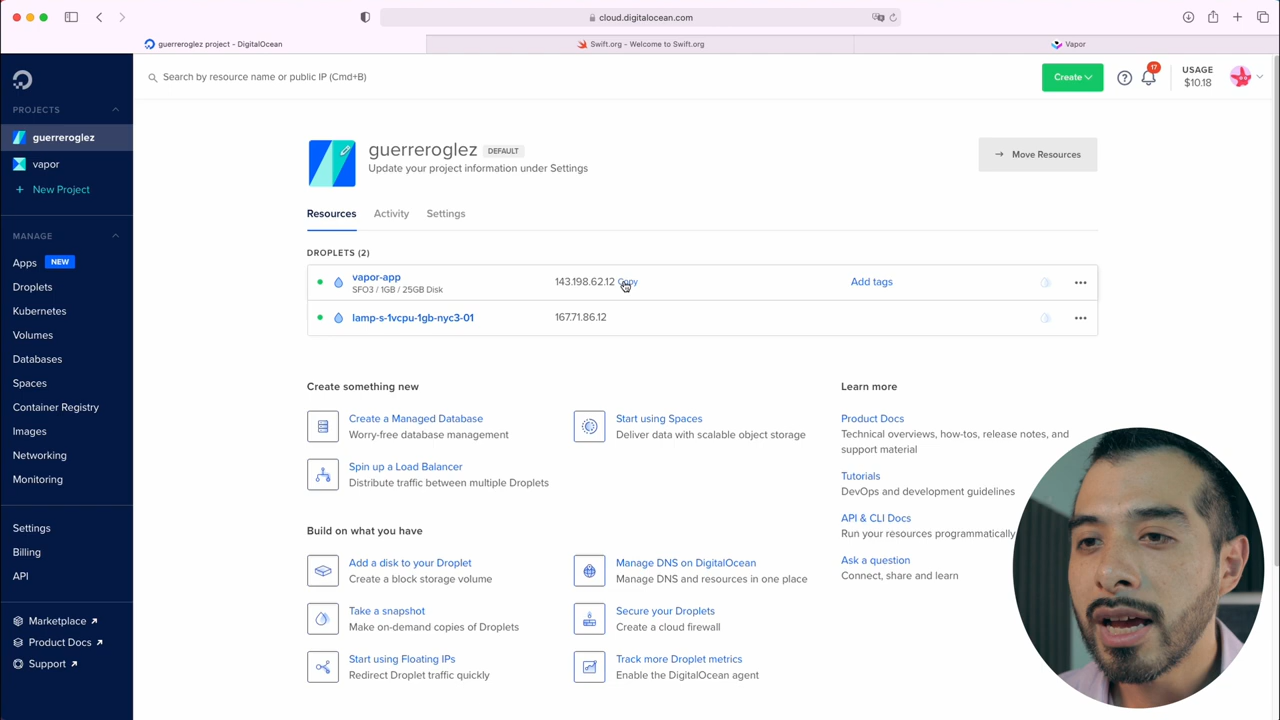 cloud.digitalocean.com
guerreroglez project - DigitalOcean
Swift.org - Welcome to Swift.org
Vapor
Search by resource name or public IP (Cmd+B)
Create
17
USAGE
$10.18
PROJECTS
guerreroglez
vapor
+ New Project
MANAGE
Apps NEW
Droplets
Kubernetes
Volumes
Databases
Spaces
Container Registry
Images
Networking
Monitoring
Settings
Billing
API
Marketplace
Product Docs
Support
guerreroglez DEFAULT
Update your project information under Settings
Move Resources
Resources Activity Settings
DROPLETS (2)
vapor-app
SFO3 / 1GB / 25GB Disk
143.198.62.12 Copy
Add tags
lamp-s-1vcpu-1gb-nyc3-01
167.71.86.12
Create something new
Create a Managed Database
Worry-free database management
Start using Spaces
Deliver data with scalable object storage
Spin up a Load Balancer
Distribute traffic between multiple Droplets
Learn more
Product Docs
Technical overviews, how-tos, release notes, and
support material
Tutorials
DevOps and development guidelines
API & CLI Docs
Run your resources programmatically
Ask a question
Connect, share and learn
Build on what you have
Add a disk to your Droplet
Create a block storage volume
Manage DNS on DigitalOcean
Manage DNS and resources in one place
Take a snapshot
Make on-demand copies of Droplets
Secure your Droplets
Create a cloud firewall
Start using Floating IPs
Redirect Droplet traffic quickly
Track more Droplet metrics
Enable the DigitalOcean agent